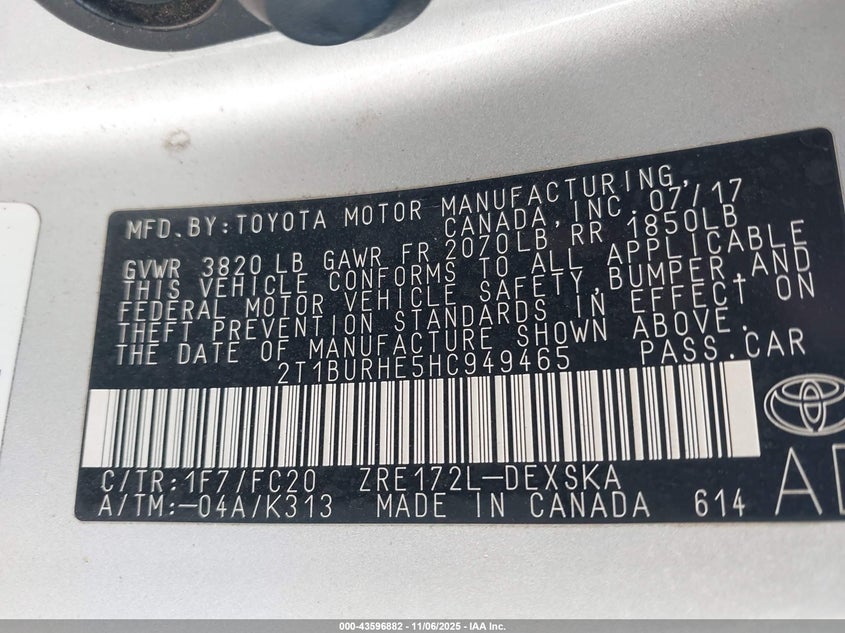 MFD.BY:TOYOTA MOTOR MANUFACTURING,
CANADA,INC. 07/17
GVWR 3820 LB GAWR FR 2070LB RR 1850LB
THIS VEHICLE CONFORMS TO ALL APPLICABLE
FEDERAL MOTOR VEHICLE SAFETY,BUMPER,AND
THEFT PREVENTION STANDARDS IN EFFECT ON
THE DATE OF MANUFACTURE SHOWN ABOVE.
2T1BURHE5HC949465 PASS.CAR
C/TR:1F7/FC20 ZRE172L-DEXSKA
A/TM:-04A/K313 MADE IN CANADA 614
AD
000-43596882 - 11/06/2025 - IAA Inc.